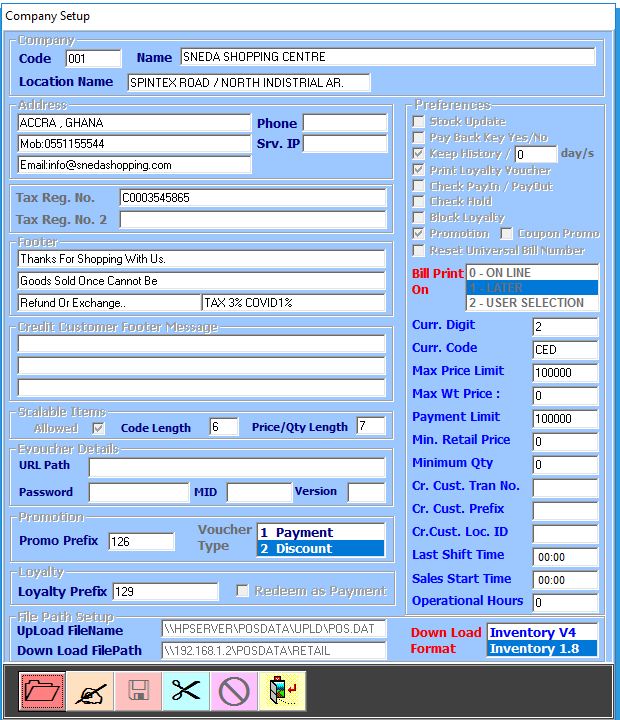 Company Setup
Company
Code 001 Name SNEDA SHOPPING CENTRE
Location Name SPINTEX ROAD / NORTH INDISTRIAL AR.
Address
ACCRA , GHANA Phone
Mob:0551155544 Srv. IP
Email:info@snedashopping.com
Tax Reg. No. C0003545865
Tax Reg. No. 2
Footer
Thanks For Shopping With Us.
Goods Sold Once Cannot Be
Refund Or Exchange.. TAX 3% COVID1%
Credit Customer Footer Message
Scalable Items
Allowed Code Length 6 Price/Qty Length 7
Evoucher Details
URL Path
Password MID Version
Promotion
Promo Prefix 126 Voucher Type 1 Payment
2 Discount
Loyalty
Loyalty Prefix 129 Redeem as Payment
File Path Setup
UpLoad FileName \\HPSERVER\POSDATA\UPLD\POS.DAT
Down Load FilePath \\192.168.1.2\POSDATA\RETAIL
Preferences
Stock Update
Pay Back Key Yes/No
Keep History / 0 day/s
Print Loyalty Voucher
Check PayIn / PayOut
Check Hold
Block Loyalty
Promotion Coupon Promo
Reset Universal Bill Number
Bill Print On 0 - ON LINE
1 - LATER
2 - USER SELECTION
Curr. Digit 2
Curr. Code CED
Max Price Limit 100000
Max Wt Price : 0
Payment Limit 100000
Min. Retail Price 0
Minimum Qty 0
Cr. Cust. Tran No.
Cr. Cust. Prefix
Cr.Cust. Loc. ID
Last Shift Time 00:00
Sales Start Time 00:00
Operational Hours 0
Down Load Format Inventory V4
Inventory 1.8